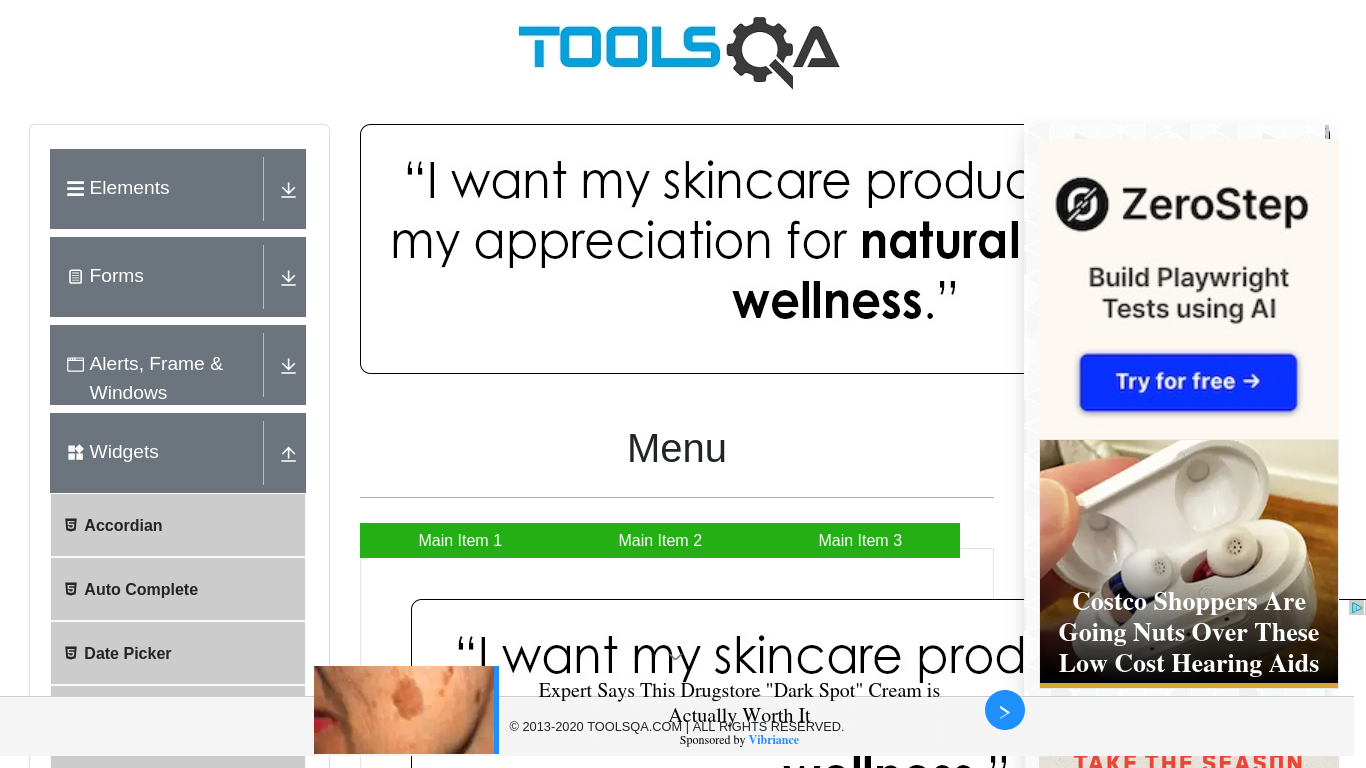 TOOLSQA
Elements
Forms
Alerts, Frame &
Windows
Widgets
Accordian
Auto Complete
Date Picker
“I want my skincare
my appreciation for natural
wellness.”
Menu
Main Item 1
Main Item 2
Main Item 3
“I want my skincare
Expert Says This Drugstore "Dark Spot" Cream is
Actually Worth It
Sponsored by Vibriance
© 2013-2020 TOOLSQA.COM | ALL RIGHTS RESERVED.
wellness.”
ZeroStep
Build Playwright
Tests using AI
Try for free →
Costco Shoppers Are
Going Nuts Over These
Low Cost Hearing Aids
TAKE THE SEASON